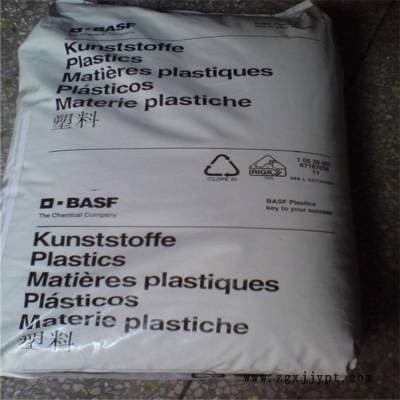 BASF
Kunststoffe
Plastics
Matières plastiques
Plásticos
Materie plastiche
塑料
RIGK
BASF
The Chemical Company
BASF Plastics
key to your success
Kunststoffe
Plastics
Matières plastiques
Plásticos
Materie plastiche
塑料
www.zgxjjypt.com